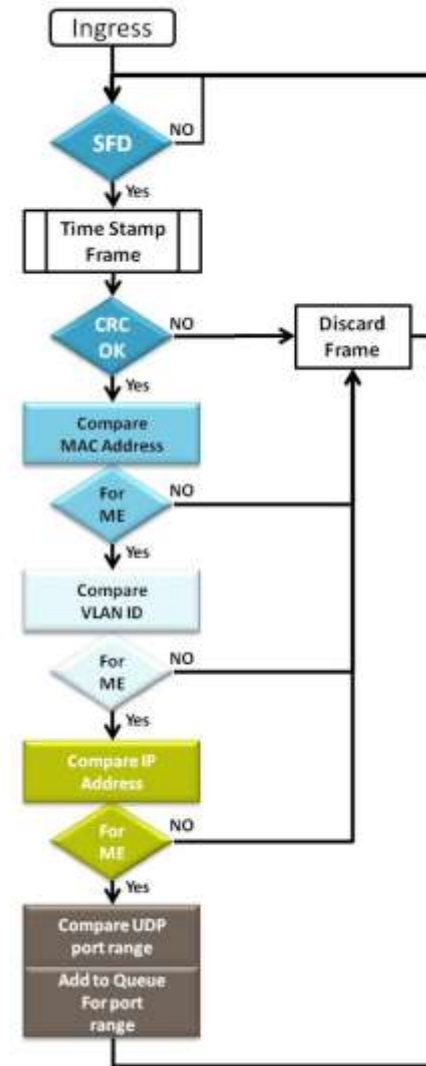 Ingress
SFD
NO
Yes
Time Stamp
Frame
CRC
OK
NO
Discard
Frame
Yes
Compare
MAC Address
For
ME
NO
Yes
Compare
VLAN ID
For
ME
NO
Yes
Compare IP
Address
For
ME
NO
Yes
Compare UDP
port range
Add to Queue
For port
range